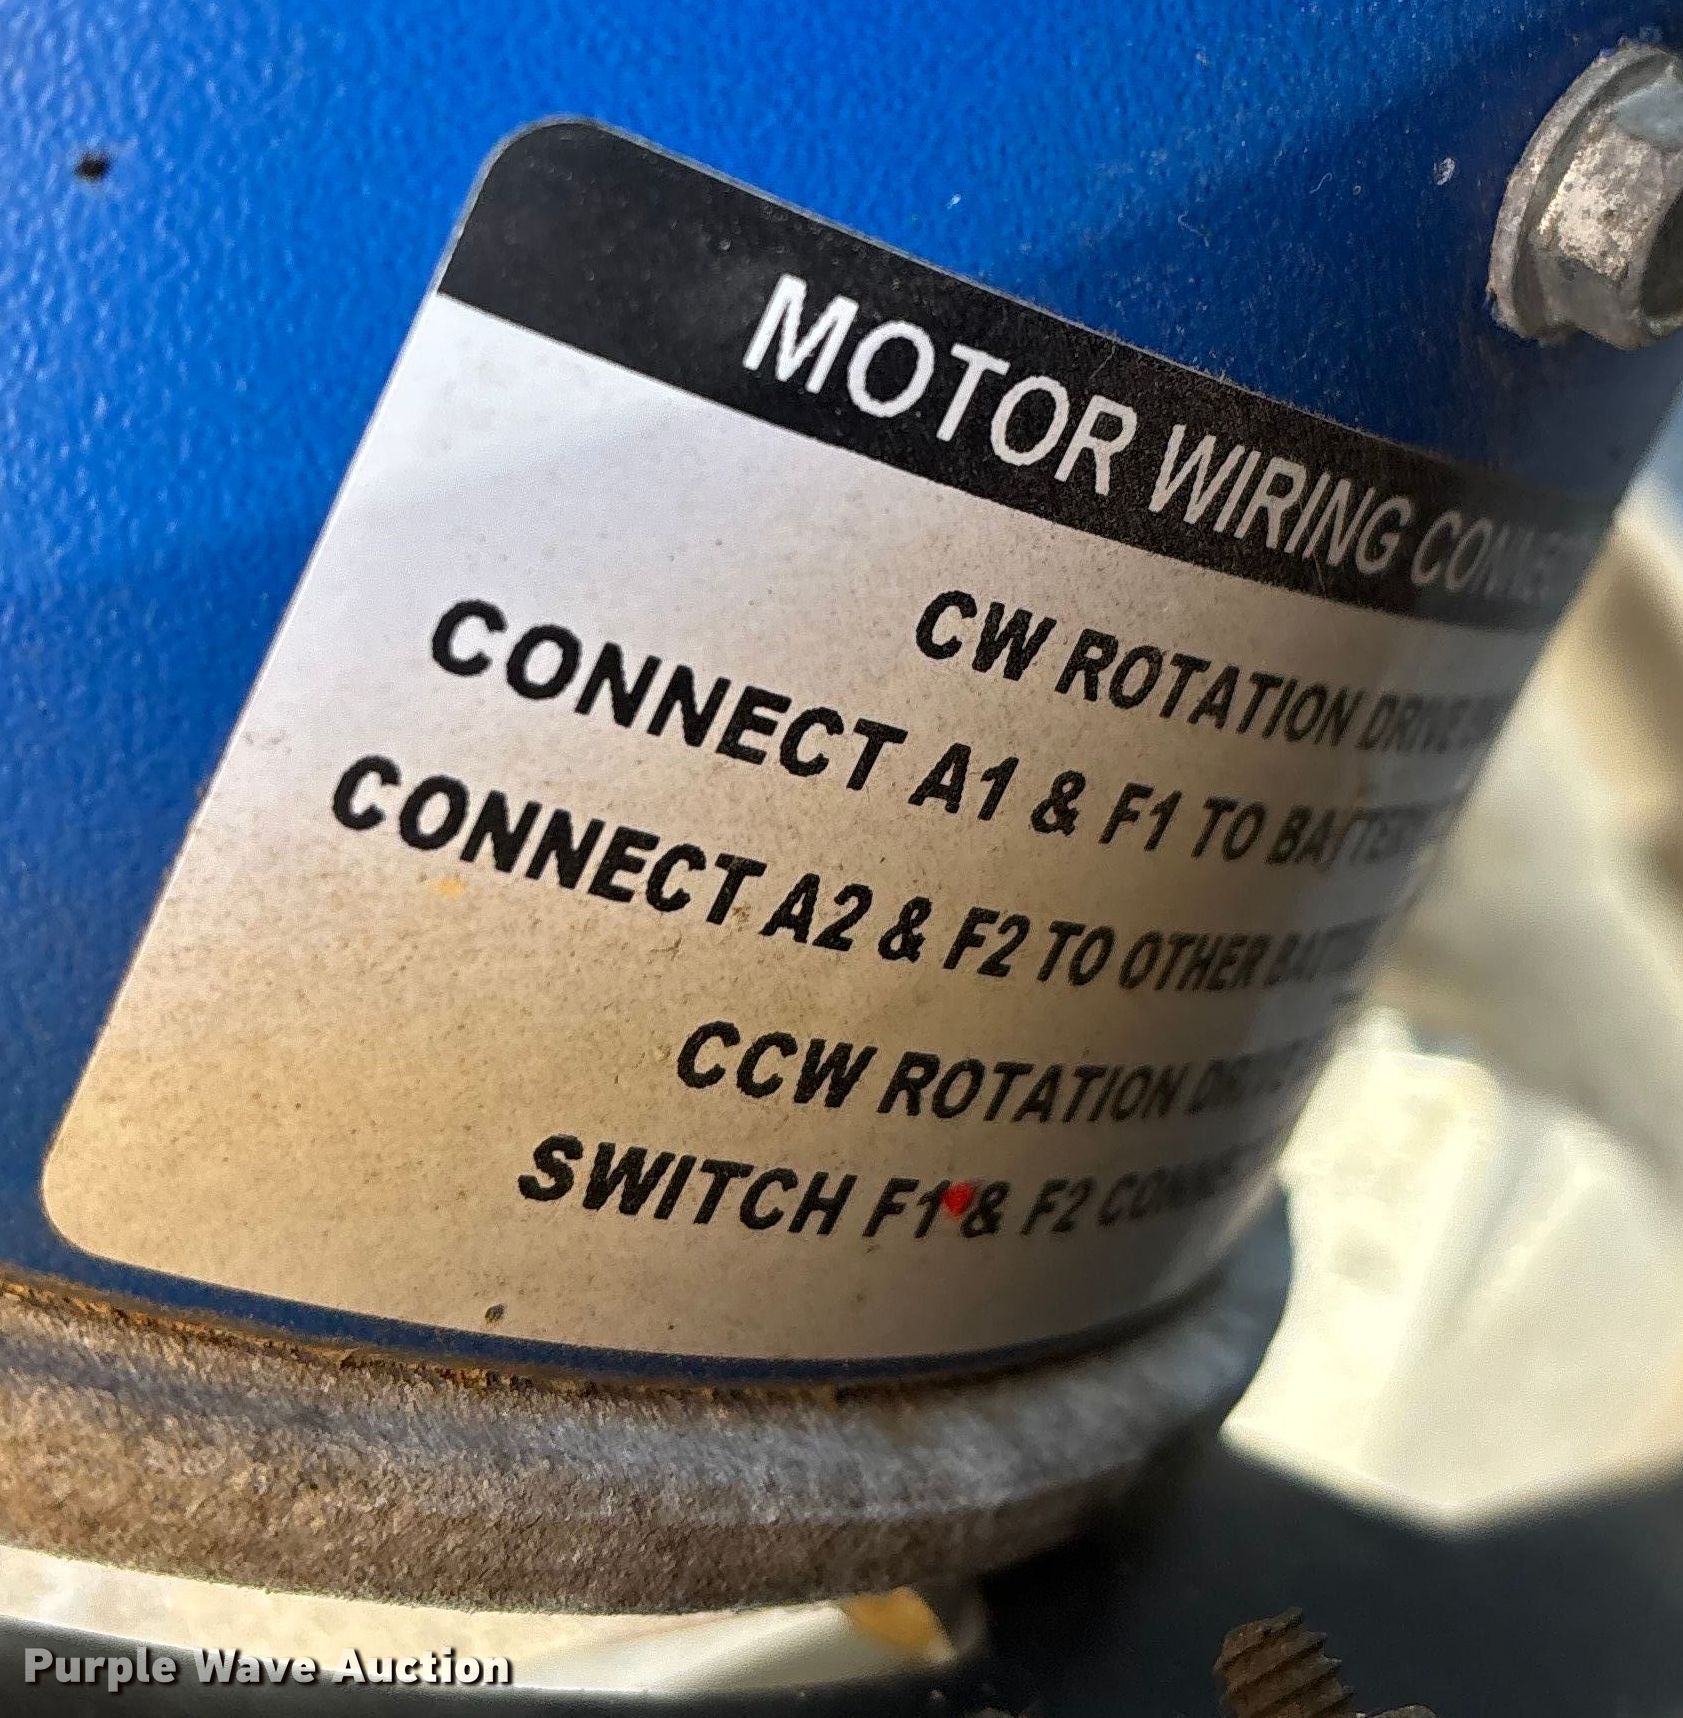 MOTOR WIRING
CW ROTATION DRIVE
CONNECT A1 & F1 TO
CONNECT A2 & F2 TO OTHER
CCW ROTATION
SWITCH F1 & F2
Purple Wave Auction